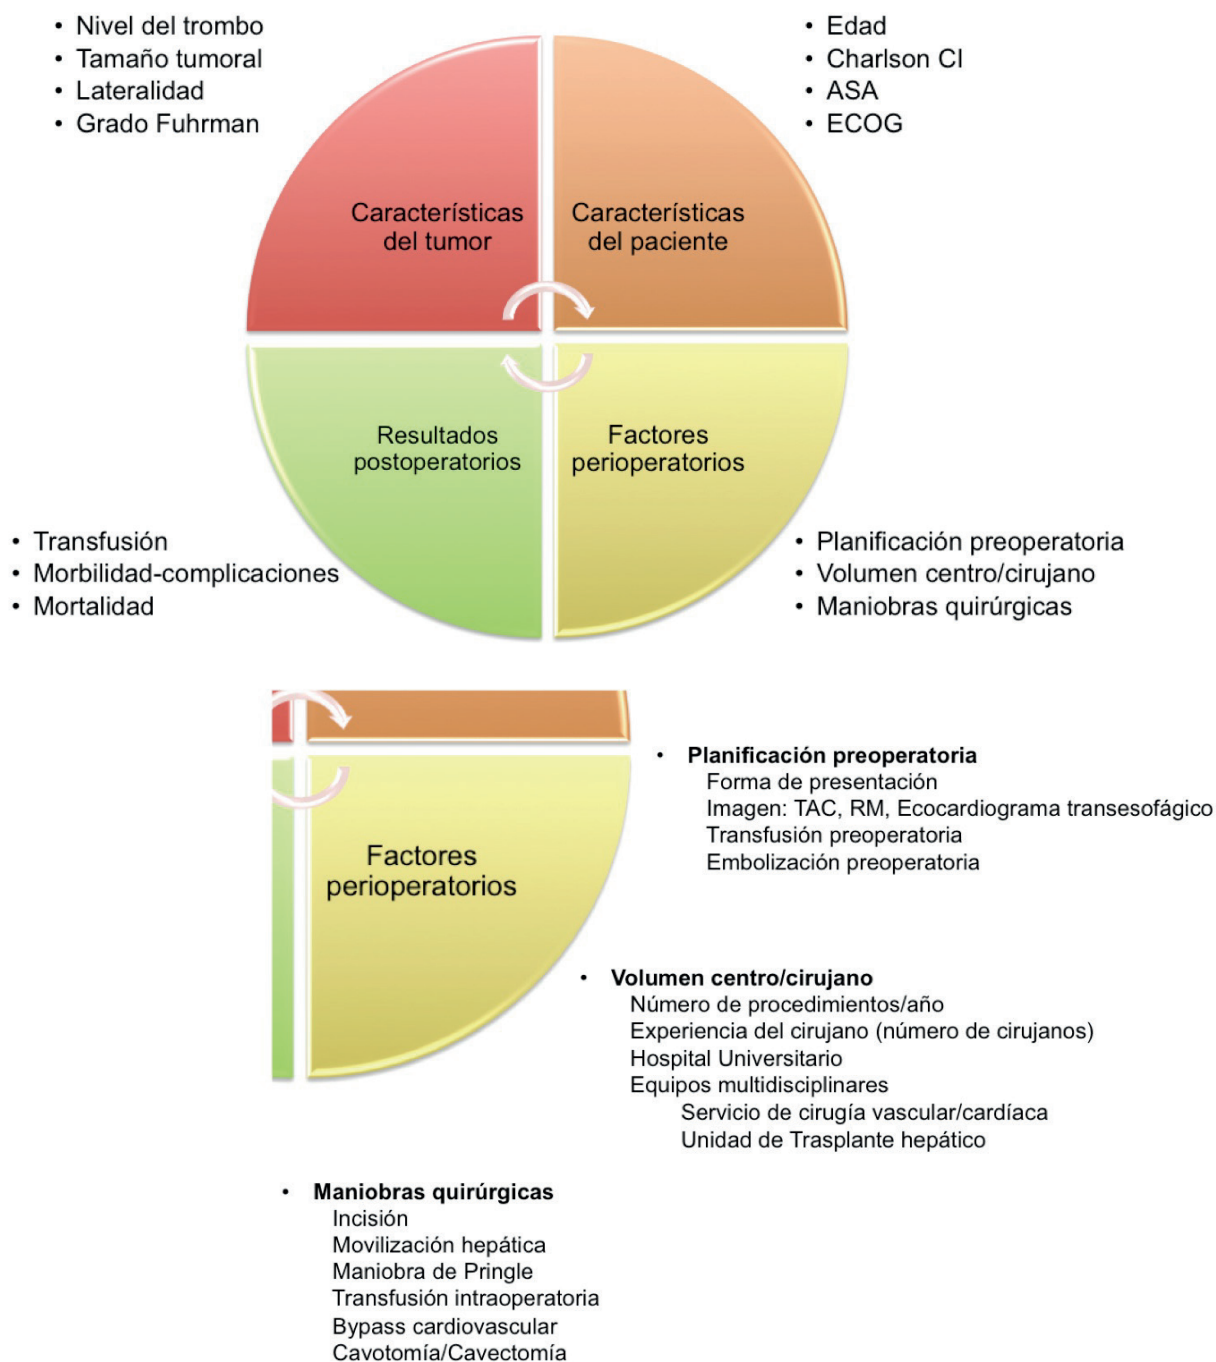 • Nivel del trombo
• Tamaño tumoral
• Lateralidad
• Grado Fuhrman
• Edad
• Charlson CI
• ASA
• ECOG
Características
del tumor
Características
del paciente
Resultados
postoperatorios
Factores
perioperatorios
• Transfusión
• Morbilidad-complicaciones
• Mortalidad
• Planificación preoperatoria
• Volumen centro/cirujano
• Maniobras quirúrgicas
Factores
perioperatorios
• Planificación preoperatoria
Forma de presentación
Imagen: TAC, RM, Ecocardiograma transesofágico
Transfusión preoperatoria
Embolización preoperatoria
• Volumen centro/cirujano
Número de procedimientos/año
Experiencia del cirujano (número de cirujanos)
Hospital Universitario
Equipos multidisciplinares
Servicio de cirugía vascular/cardíaca
Unidad de Trasplante hepático
• Maniobras quirúrgicas
Incisión
Movilización hepática
Maniobra de Pringle
Transfusión intraoperatoria
Bypass cardiovascular
Cavotomía/Cavectomía